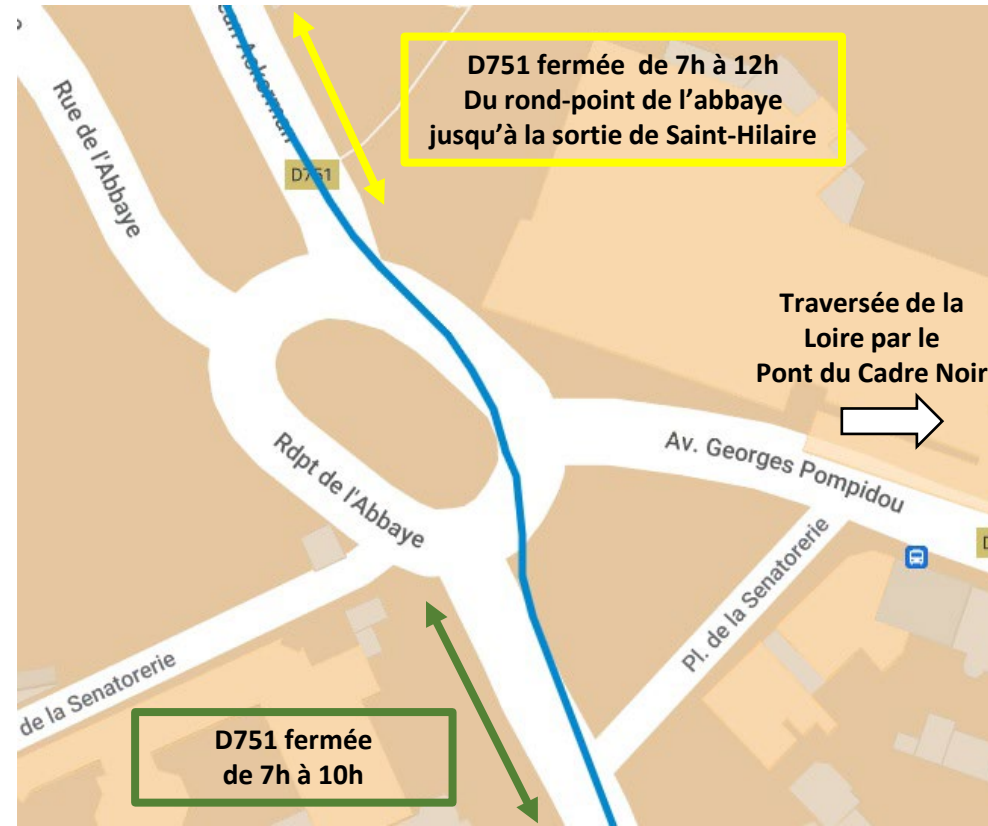 D751 fermée  de 7h à 12h
Du rond-point de l’abbaye
jusqu’à la sortie de Saint-Hilaire
Ackerman
Rue de l'Abbaye
D751
Traversée de la
Loire par le
Pont du Cadre Noir
Rdpt de l'Abbaye
Av. Georges Pompidou
Pl. de la Senatorerie
de la Senatorerie
D751 fermée
de 7h à 10h